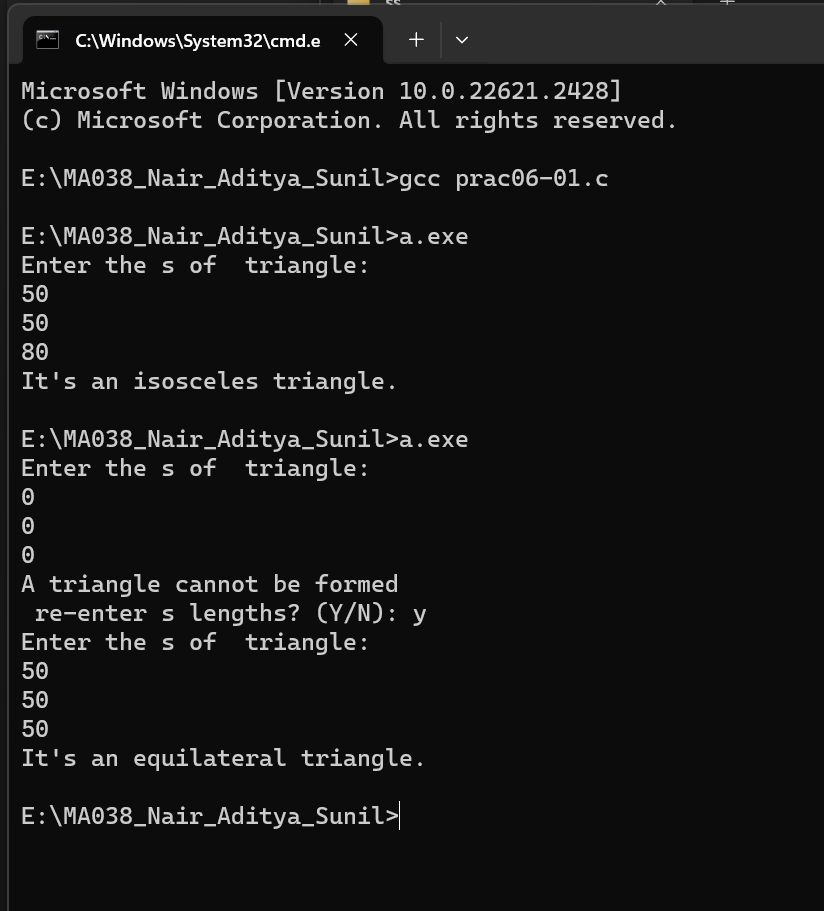 C:\Windows\System32\cmd.e
Microsoft Windows [Version 10.0.22621.2428]
(c) Microsoft Corporation. All rights reserved.
E:\MA038_Nair_Aditya_Sunil>gcc prac06-01.c
E:\MA038_Nair_Aditya_Sunil>a.exe
Enter the s of  triangle:
50
50
80
It's an isosceles triangle.
E:\MA038_Nair_Aditya_Sunil>a.exe
Enter the s of  triangle:
0
0
0
A triangle cannot be formed
 re-enter s lengths? (Y/N): y
Enter the s of  triangle:
50
50
50
It's an equilateral triangle.
E:\MA038_Nair_Aditya_Sunil>